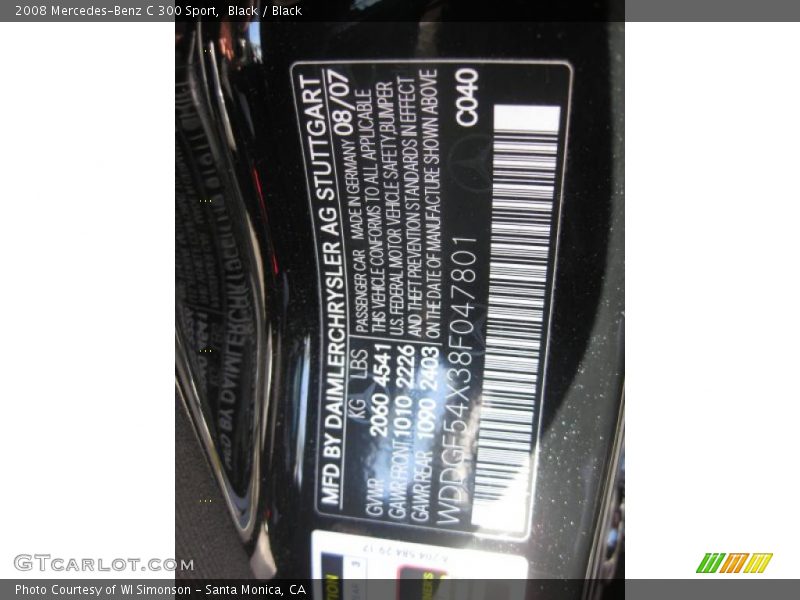 2008 Mercedes-Benz C 300 Sport,  Black / Black
MFD BY DAIMLERCHRYSLER AG STUTTGART
KG LBS
GVWR 2060 4541
GAWR FRONT 1010 2226
GAWR REAR 1090 2403
PASSENGER CAR MADE IN GERMANY 08/07
THIS VEHICLE CONFORMS TO ALL APPLICABLE
U.S. FEDERAL MOTOR VEHICLE SAFETY, BUMPER
AND THEFT PREVENTION STANDARDS IN EFFECT
ON THE DATE OF MANUFACTURE SHOWN ABOVE
WDDGF54X38F047801
C040
GTCarLot.com
Photo Courtesy of WI Simonson - Santa Monica, CA